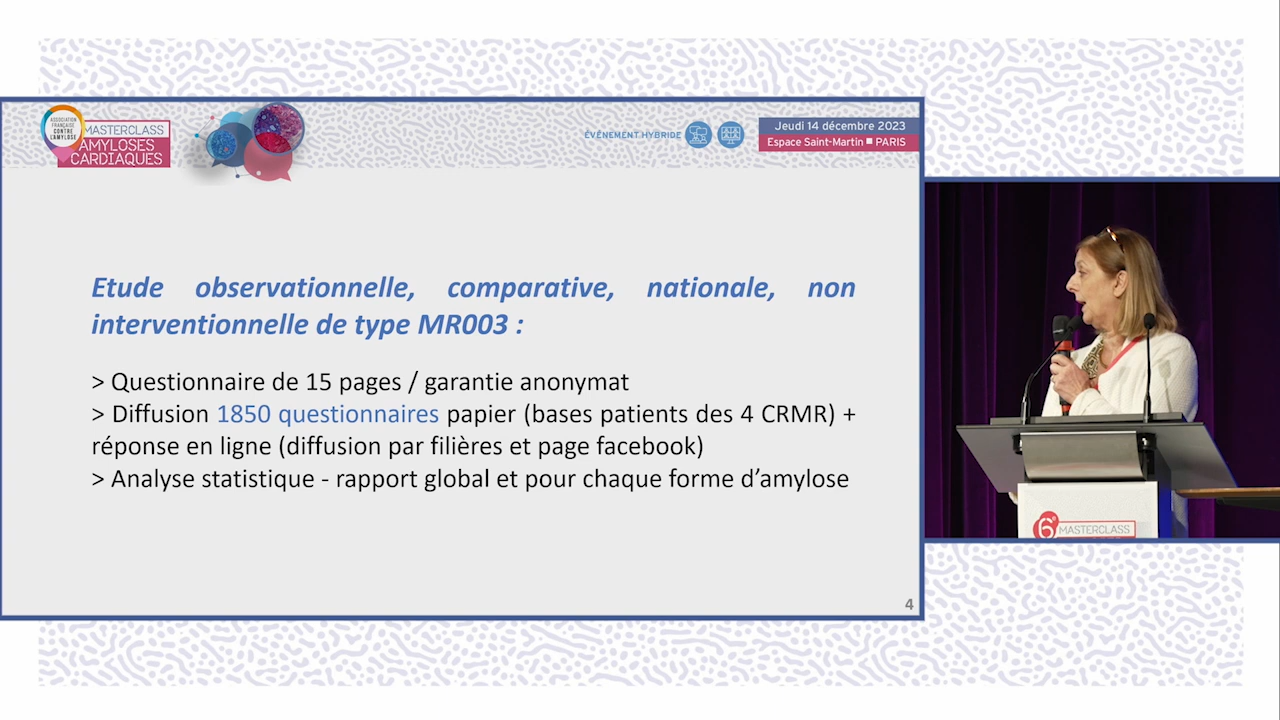 ASSOCIATION
FRANÇAISE
CONTRE
L'AMYLOSE
MASTERCLASS
AMYLOSES
CARDIAQUES
ÉVÉNEMENT HYBRIDE
Jeudi 14 décembre 2023
Espace Saint-Martin ■ PARIS
Etude observationnelle, comparative, nationale, non
interventionnelle de type MR003 :
> Questionnaire de 15 pages / garantie anonymat
> Diffusion 1850 questionnaires papier (bases patients des 4 CRMR) +
réponse en ligne (diffusion par filières et page facebook)
> Analyse statistique - rapport global et pour chaque forme d’amylose
4
6e MASTERCLASS